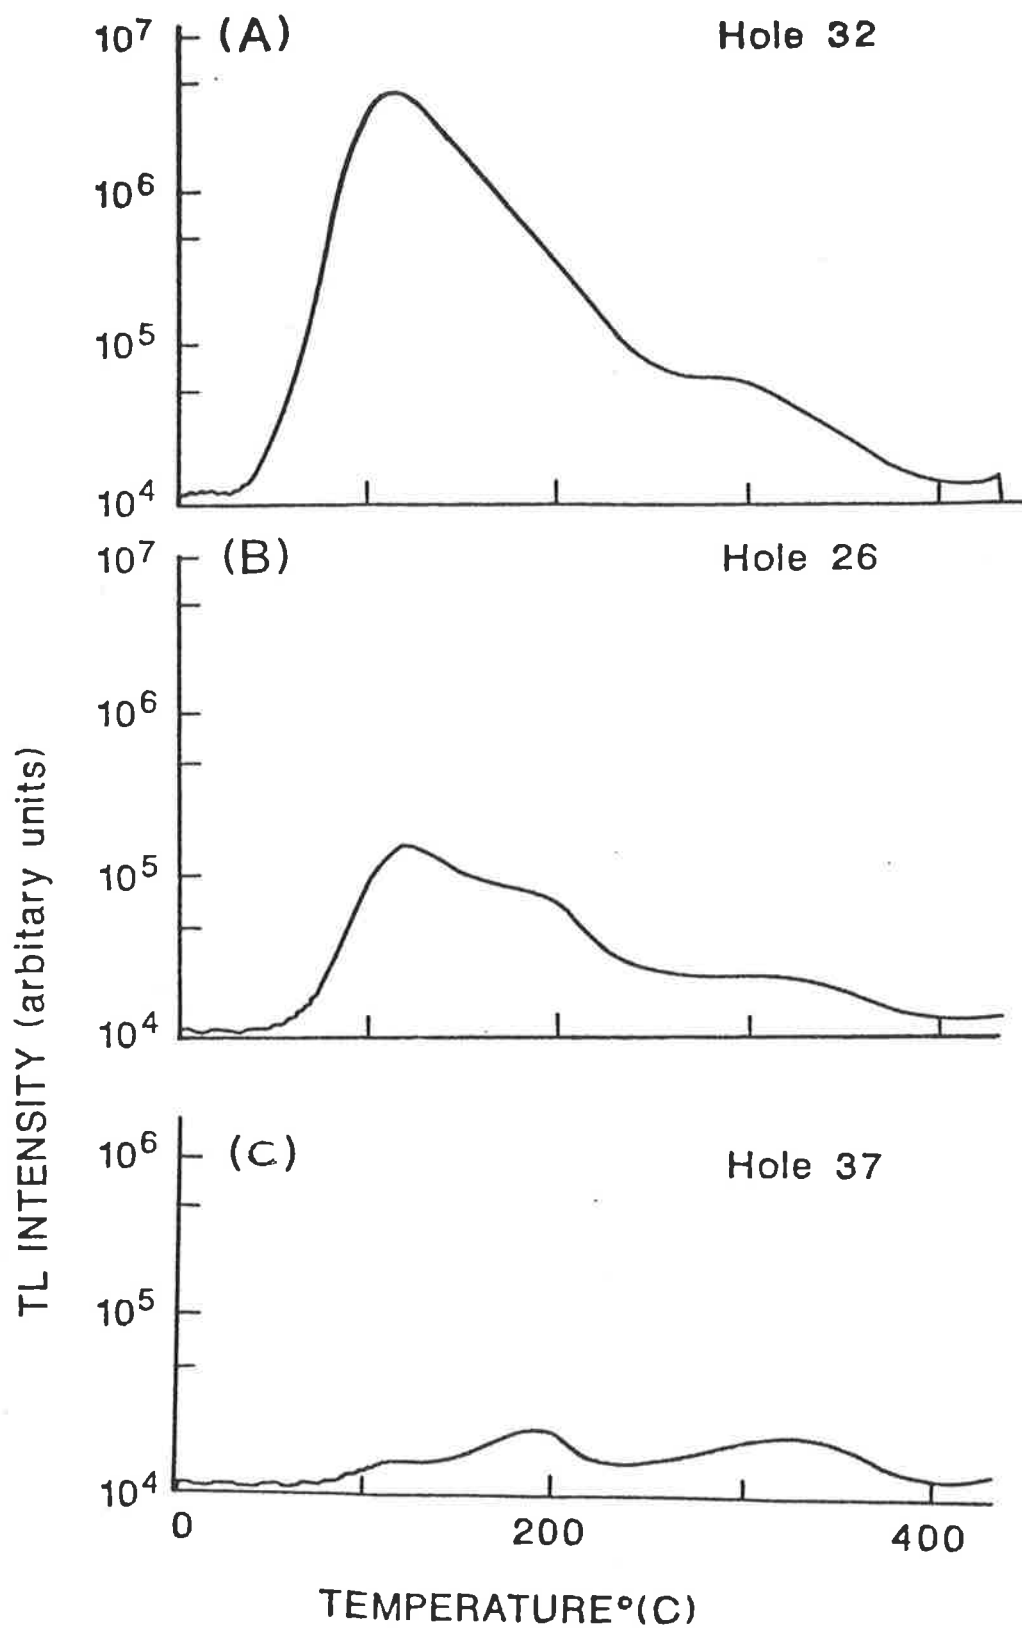 10⁷ (A) Hole 32
10⁶
10⁵
10⁴
10⁷ (B) Hole 26
10⁶
10⁵
10⁴
10⁶ (C) Hole 37
10⁵
10⁴
0 200 400
TL INTENSITY (arbitary units)
TEMPERATURE°(C)